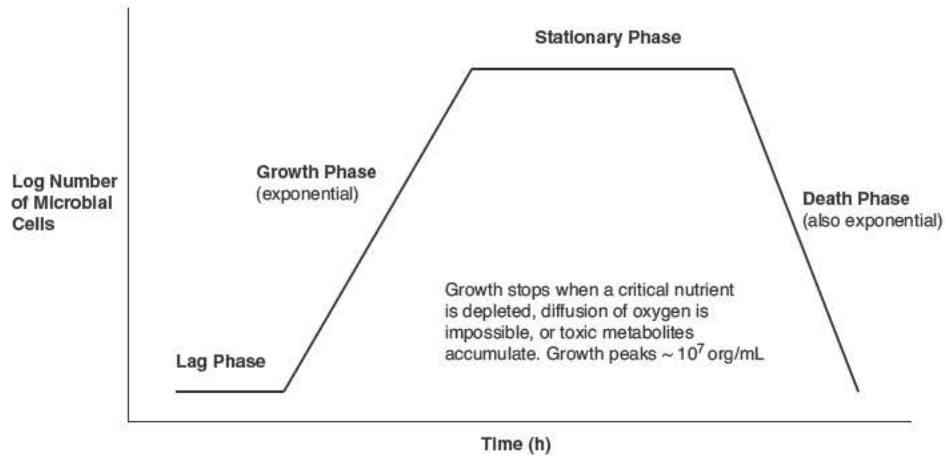 Stationary Phase
Growth Phase
(exponential)
Log Number
of Microbial
Cells
Death Phase
(also exponential)
Growth stops when a critical nutrient
is depleted, diffusion of oxygen is
impossible, or toxic metabolites
accumulate. Growth peaks ~ 10⁷ org/mL
Lag Phase
Time (h)